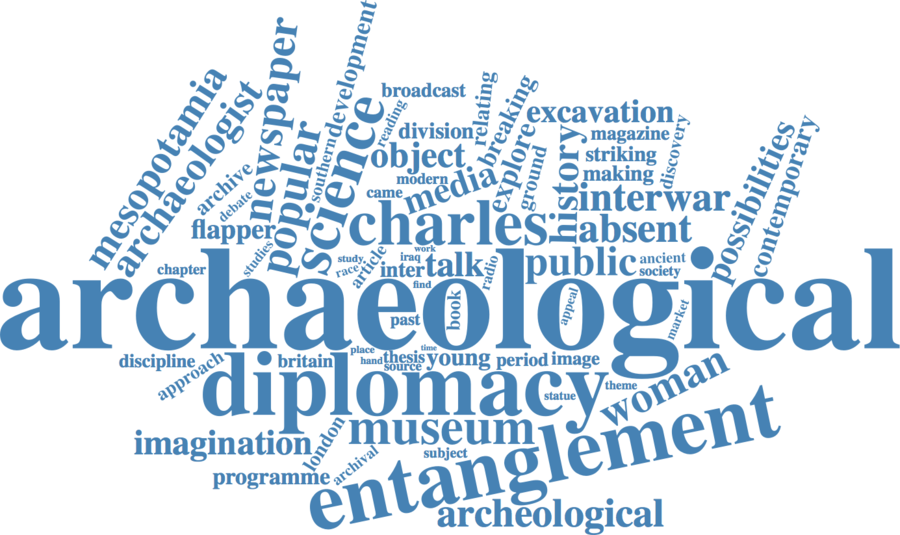 development
newspaper
mesopotamia
archaeologist
broadcast
relating
breaking
science
reading
southern
popular
division
excavation
magazine
discovery
possibilities
contemporary
object
explore
ground
history
striking
making
archive
debate
modern
came
media
interwar
flapper
charles
absent
studies
work
study
race
article
iraq
inter
talk
radio
public
ancient
society
chapter
find
archaeological
past
book
appeal
market
discipline
approach
britain
place
hand
thesis
time
source
young
period
image
diplomacy
statue
theme
woman
imagination
london
museum
entanglement
programme
archival
subject
archeological